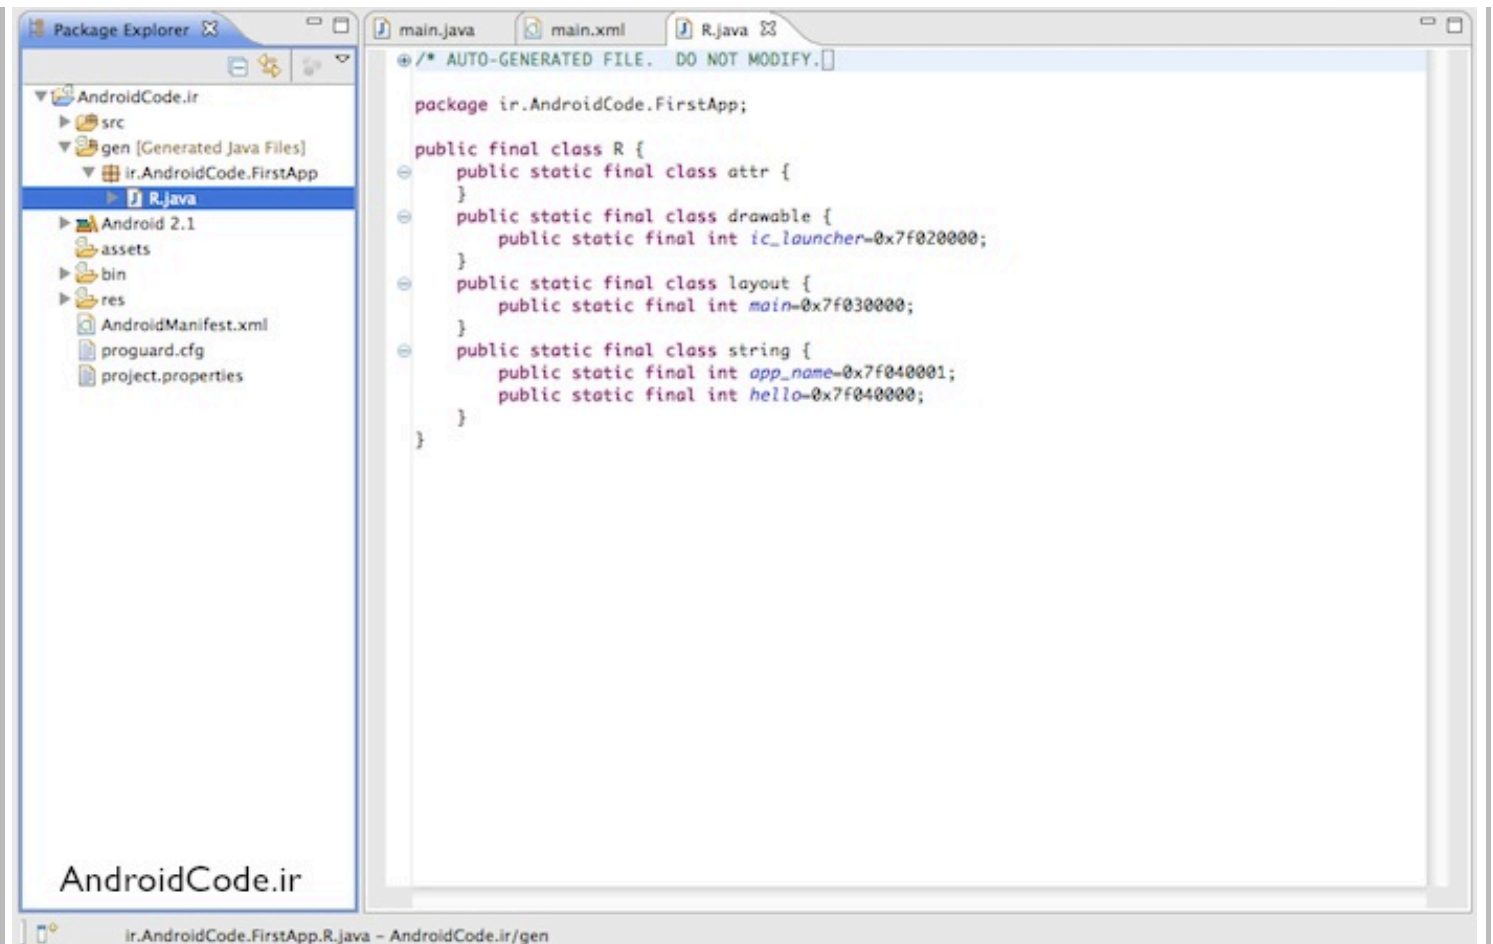 Package Explorer
main.java
main.xml
R.java
AndroidCode.ir
src
gen [Generated Java Files]
ir.AndroidCode.FirstApp
R.java
Android 2.1
assets
bin
res
AndroidManifest.xml
proguard.cfg
project.properties
/* AUTO-GENERATED FILE.  DO NOT MODIFY.
package ir.AndroidCode.FirstApp;
public final class R {
    public static final class attr {
    }
    public static final class drawable {
        public static final int ic_launcher=0x7f020000;
    }
    public static final class layout {
        public static final int main=0x7f030000;
    }
    public static final class string {
        public static final int app_name=0x7f040001;
        public static final int hello=0x7f040000;
    }
}
AndroidCode.ir
ir.AndroidCode.FirstApp.R.java - AndroidCode.ir/gen